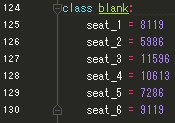 124 class blank:
125 seat_1 = 8119
126 seat_2 = 5986
127 seat_3 = 11596
128 seat_4 = 10613
129 seat_5 = 7286
130 seat_6 = 9119